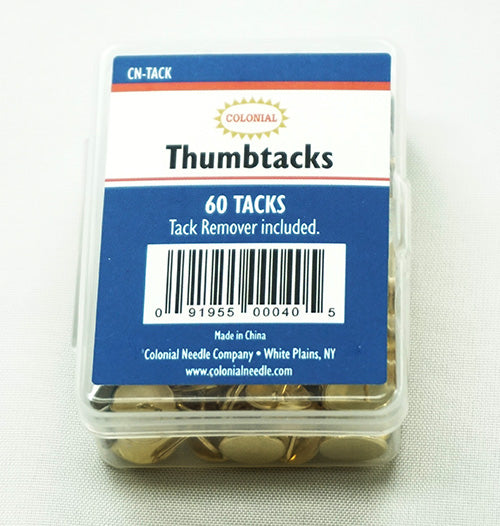 CN-TACK
COLONIAL
Thumbtacks
60 TACKS
Tack Remover included.
0 91955 00040 5
Made in China
Colonial Needle Company • White Plains, NY
www.colonialneedle.com